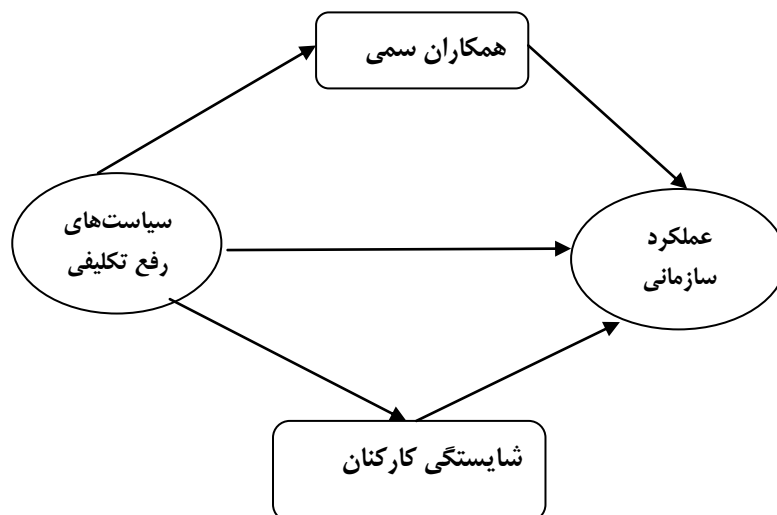 همکاران سمی
سیاست‌های
رفع تکلیفی
عملکرد
سازمانی
شایستگی کارکنان